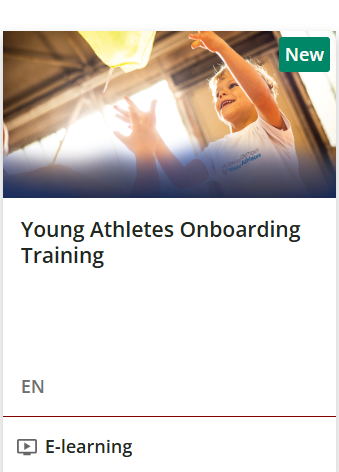 New
Young Athletes Onboarding
Training
EN
E-learning